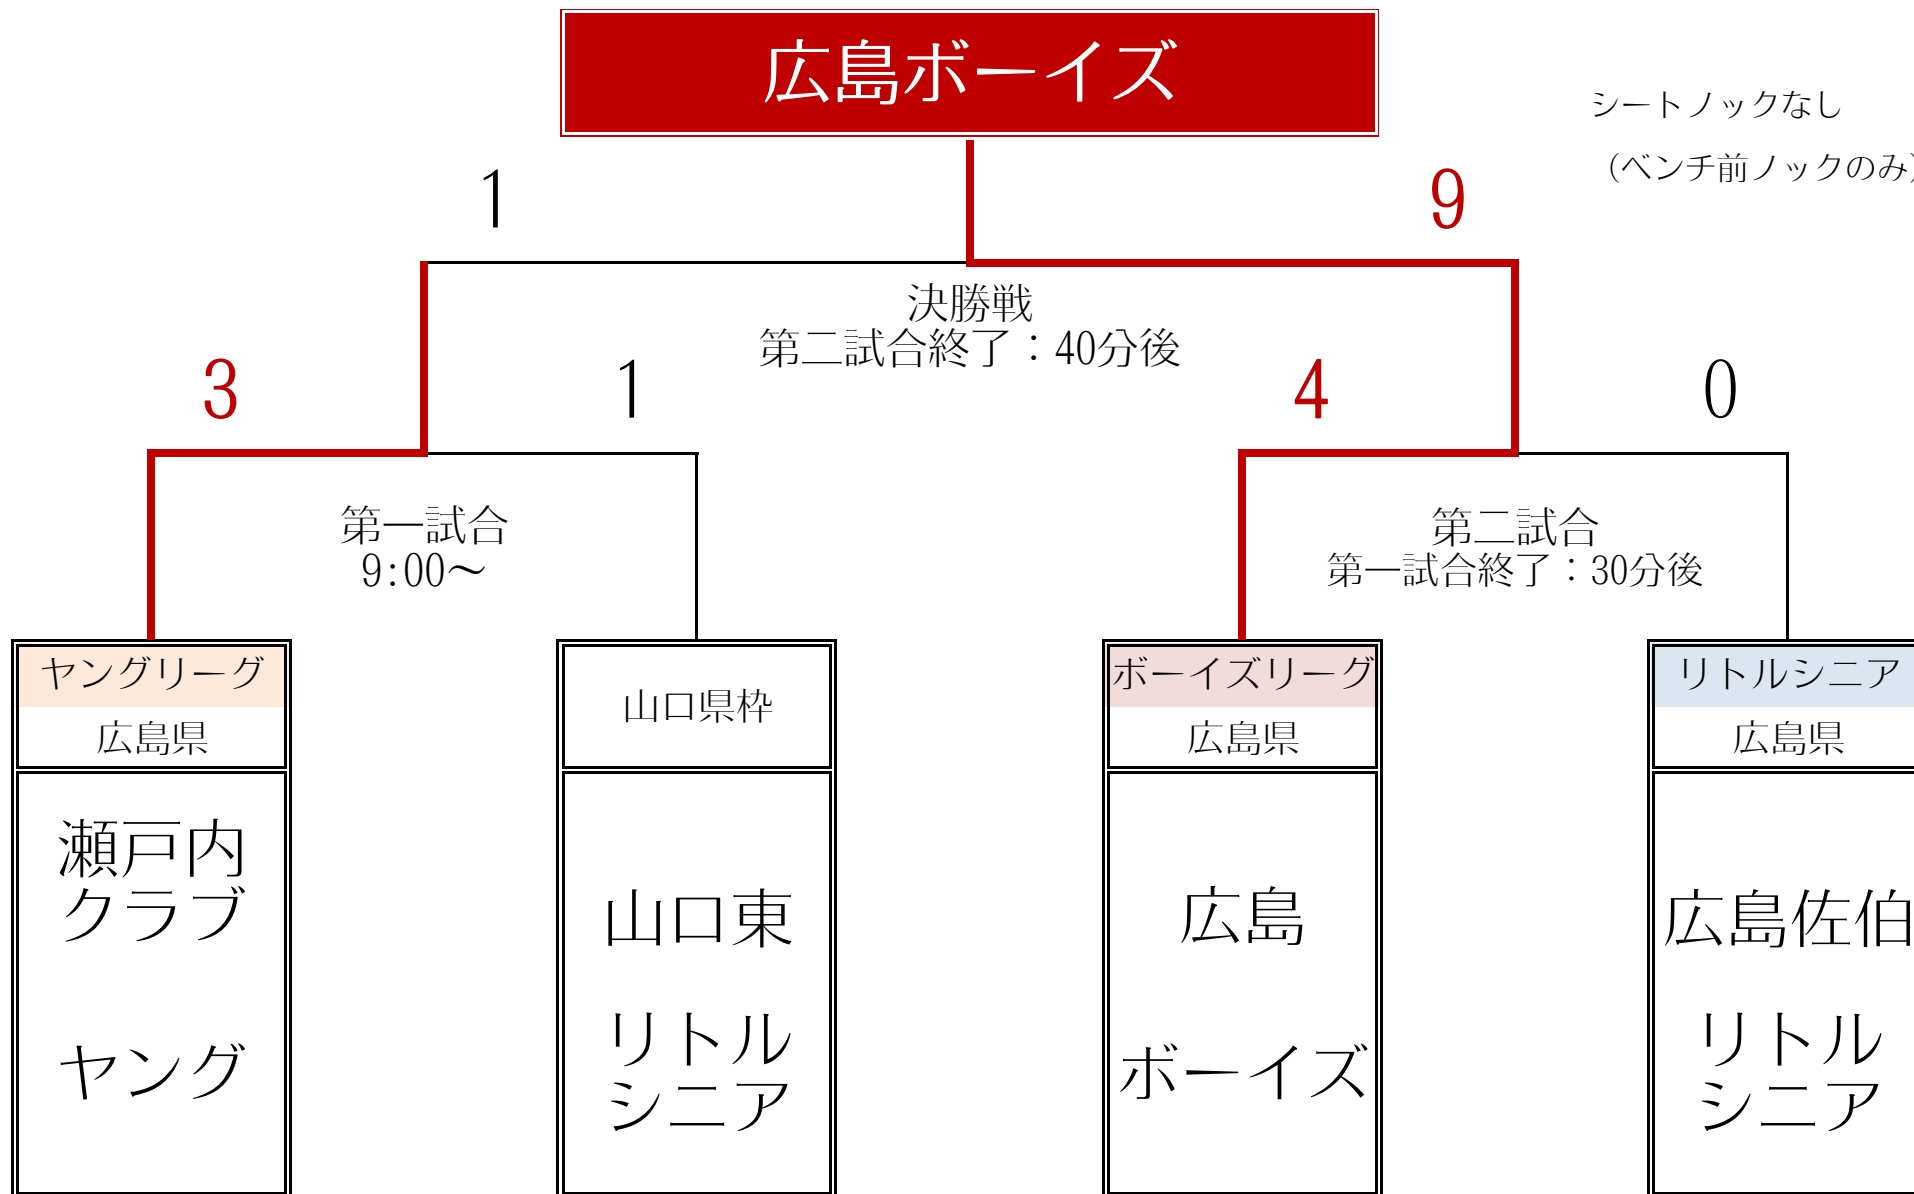 広島ボーイズ
シートノックなし
（ベンチ前ノックのみ）
1
9
決勝戦
第二試合終了：40分後
3
1
4
0
第一試合
9:00～
第二試合
第一試合終了：30分後
ヤングリーグ
広島県
瀬戸内
クラブ
ヤング
山口県枠
山口東
リトル
シニア
ボーイズリーグ
広島県
広島
ボーイズ
リトルシニア
広島県
広島佐伯
リトル
シニア